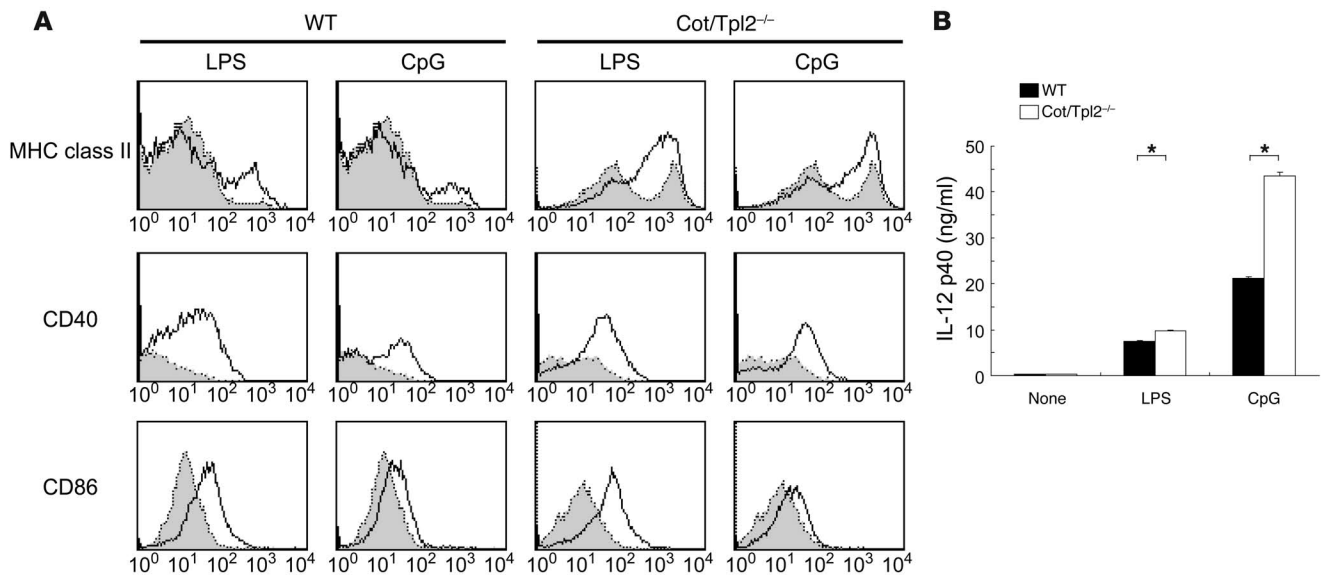 A
WT
Cot/Tpl2⁻/⁻
LPS
CpG
LPS
CpG
MHC class II
10⁰ 10¹ 10² 10³ 10⁴
10⁰ 10¹ 10² 10³ 10⁴
10⁰ 10¹ 10² 10³ 10⁴
10⁰ 10¹ 10² 10³ 10⁴
CD40
10⁰ 10¹ 10² 10³ 10⁴
10⁰ 10¹ 10² 10³ 10⁴
10⁰ 10¹ 10² 10³ 10⁴
10⁰ 10¹ 10² 10³ 10⁴
CD86
10⁰ 10¹ 10² 10³ 10⁴
10⁰ 10¹ 10² 10³ 10⁴
10⁰ 10¹ 10² 10³ 10⁴
10⁰ 10¹ 10² 10³ 10⁴
B
WT
Cot/Tpl2⁻/⁻
IL-12 p40 (ng/ml)
50
40
30
20
10
0
*
*
None
LPS
CpG